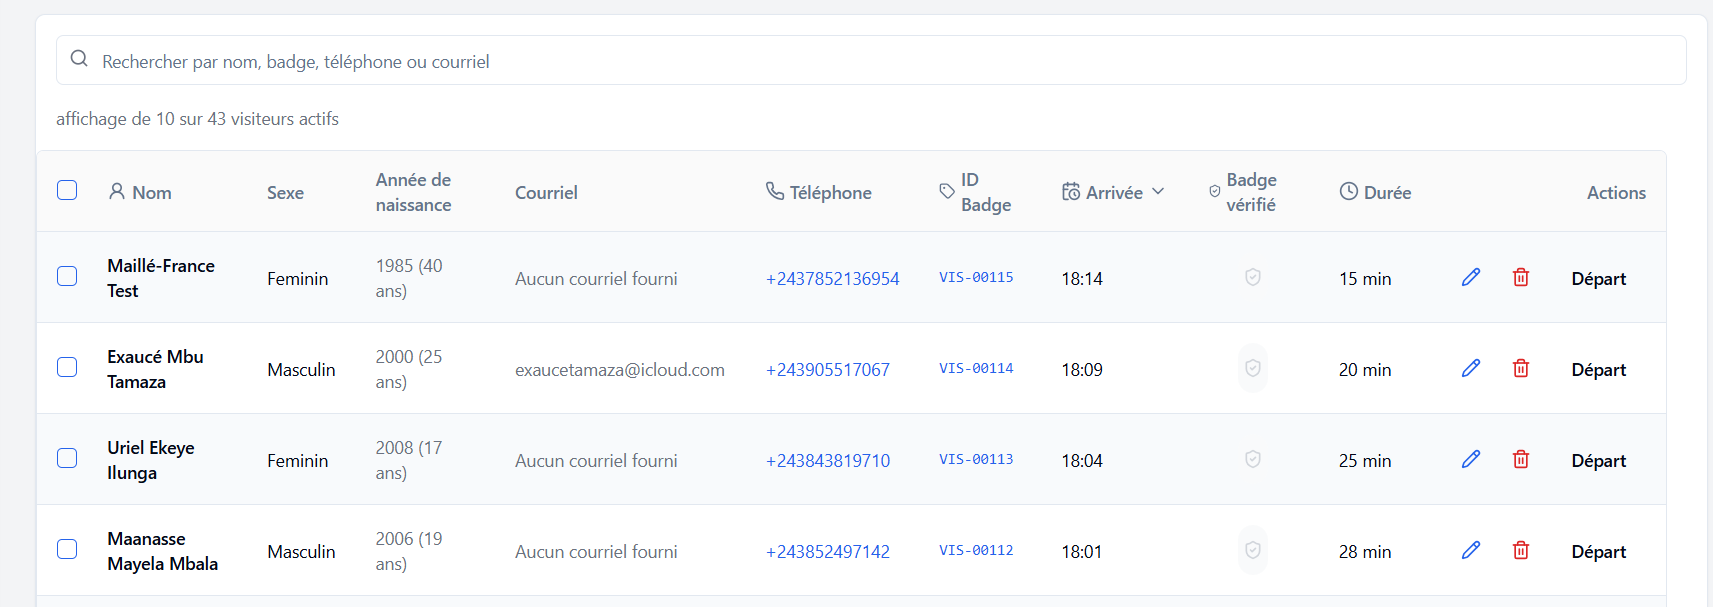 Rechercher par nom, badge, téléphone ou courriel
affichage de 10 sur 43 visiteurs actifs
Nom Sexe Année de naissance Courriel Téléphone ID Badge Arrivée Badge vérifié Durée Actions
Maillé-France Test Feminin 1985 (40 ans) Aucun courriel fourni +2437852136954 VIS-00115 18:14 15 min Départ
Exaucé Mbu Tamaza Masculin 2000 (25 ans) exaucetamaza@icloud.com +243905517067 VIS-00114 18:09 20 min Départ
Uriel Ekeye Ilunga Feminin 2008 (17 ans) Aucun courriel fourni +243843819710 VIS-00113 18:04 25 min Départ
Maanasse Mayela Mbala Masculin 2006 (19 ans) Aucun courriel fourni +243852497142 VIS-00112 18:01 28 min Départ